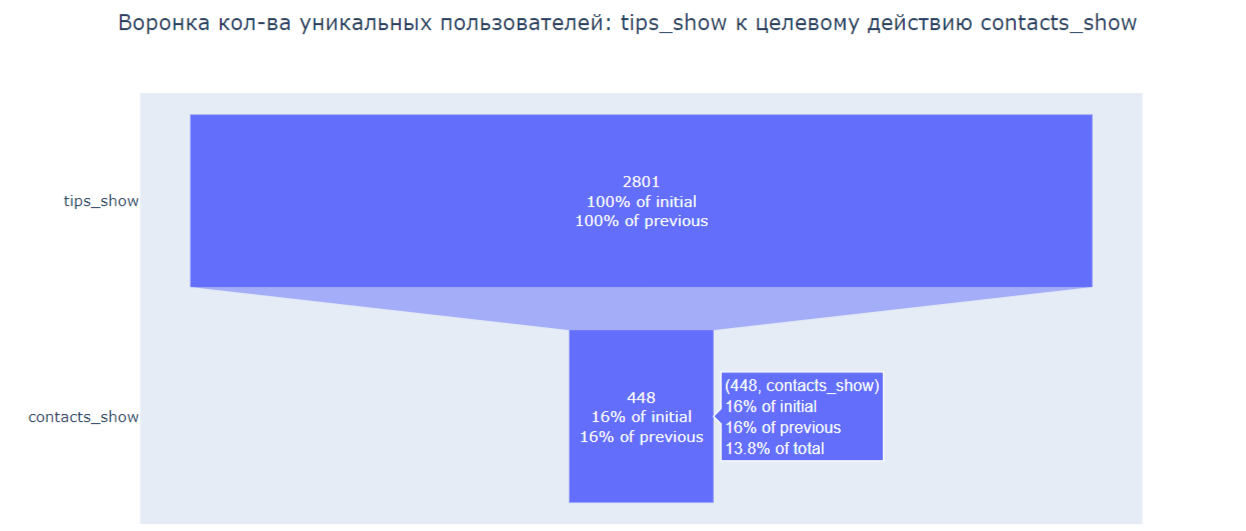 Воронка кол-ва уникальных пользователей: tips_show к целевому действию contacts_show
tips_show
2801
100% of initial
100% of previous
contacts_show
448
16% of initial
16% of previous
(448, contacts_show)
16% of initial
16% of previous
13.8% of total